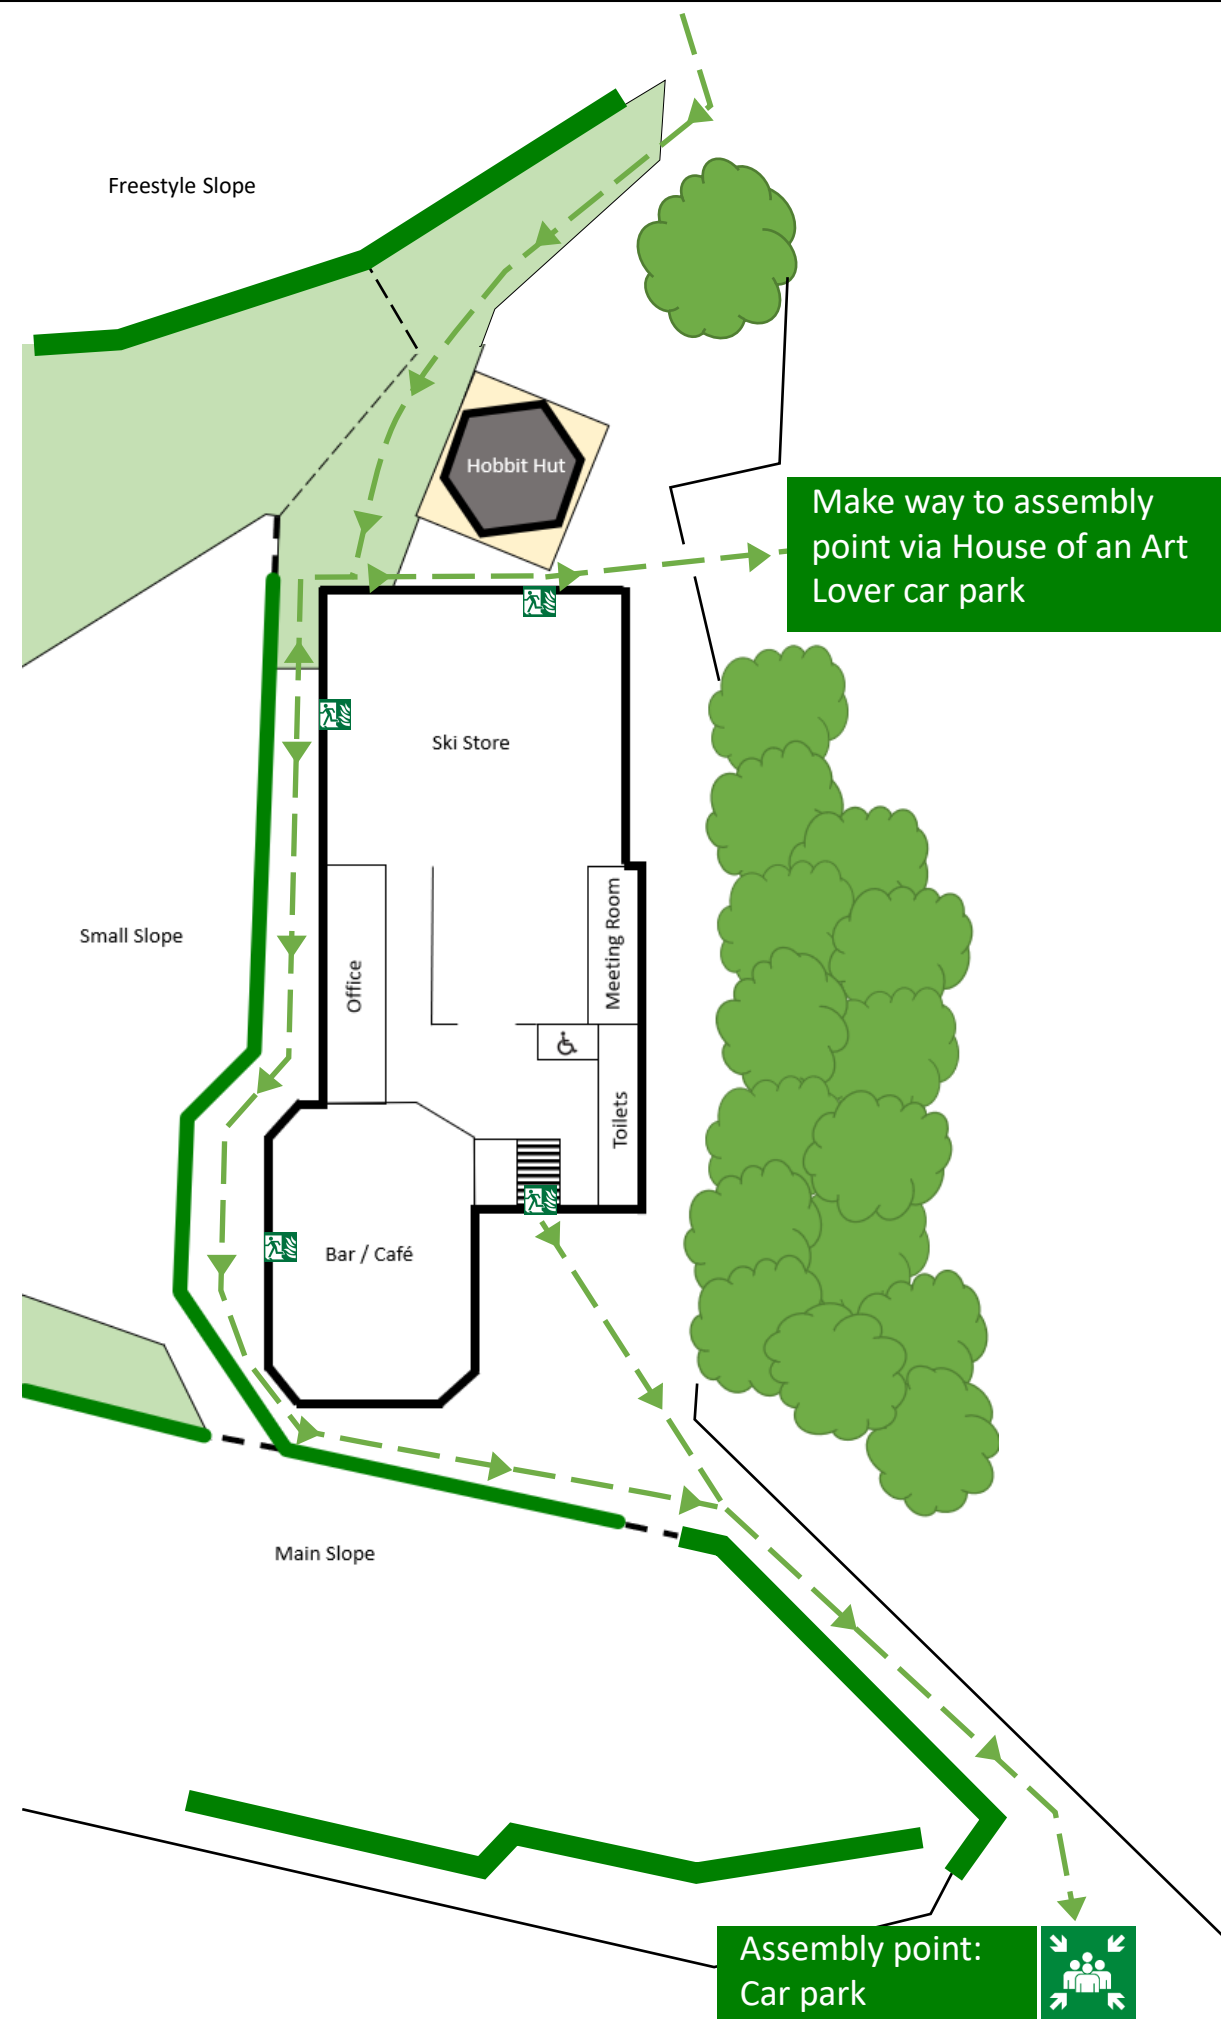 Freestyle Slope
Hobbit Hut
Make way to assembly
point via House of an Art
Lover car park
Ski Store
Small Slope
Office
Meeting Room
Toilets
Bar / Café
Main Slope
Assembly point:
Car park